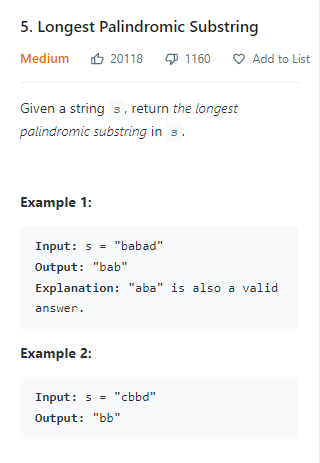 5. Longest Palindromic Substring
Medium 20118 1160 Add to List
Given a string s, return the longest
palindromic substring in s.
Example 1:
Input: s = "babad"
Output: "bab"
Explanation: "aba" is also a valid
answer.
Example 2:
Input: s = "cbbd"
Output: "bb"